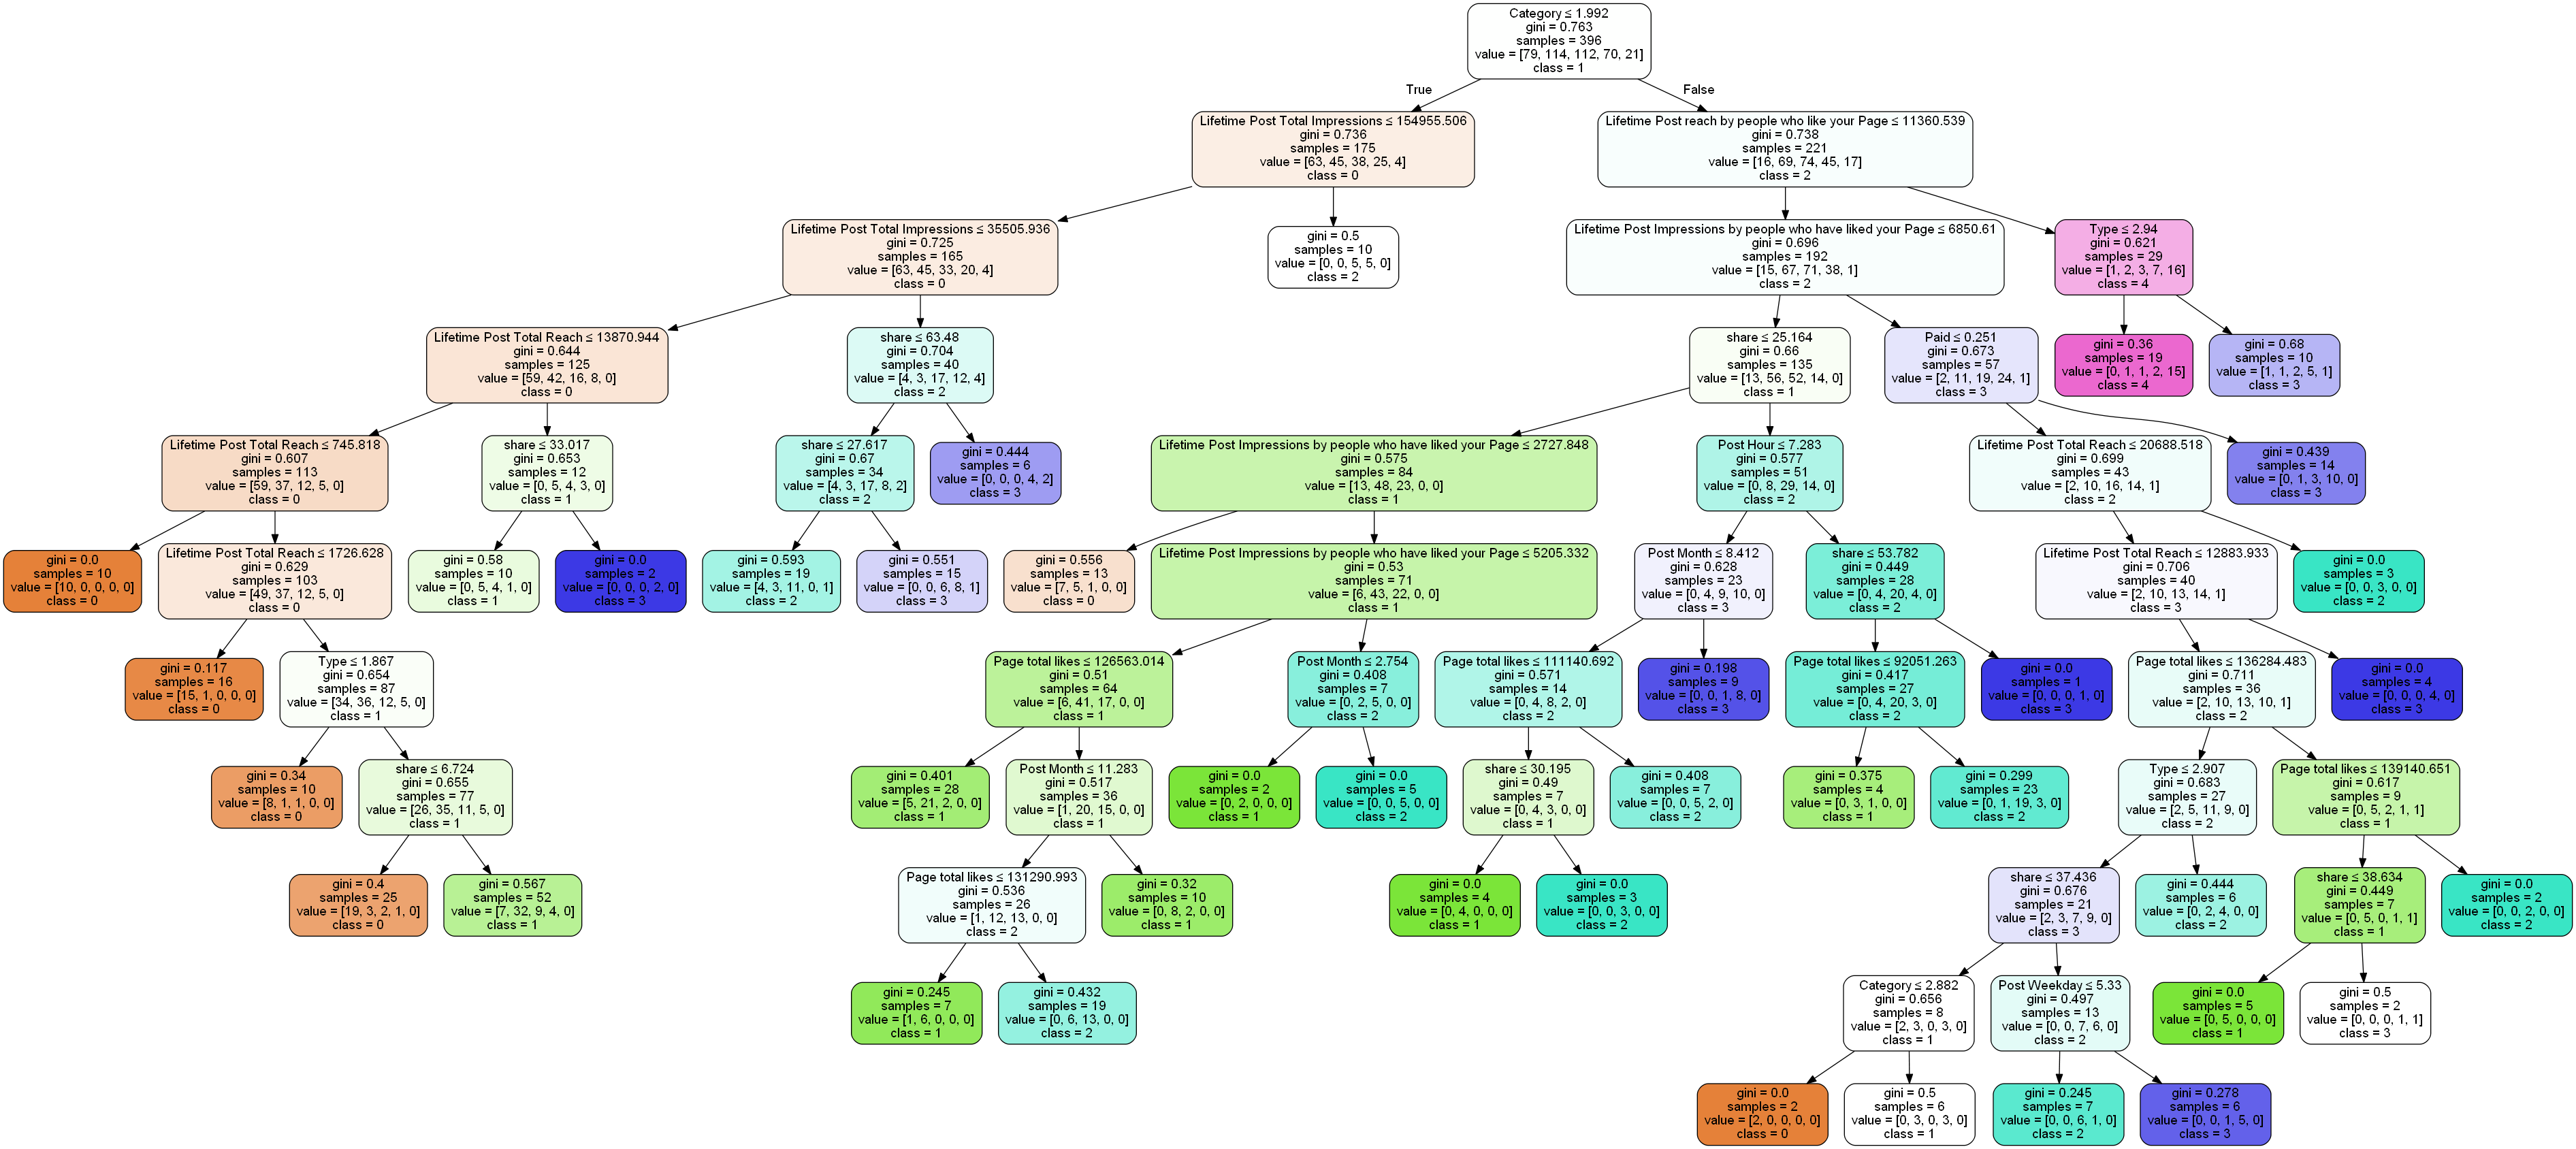 Category ≤ 1.992
gini = 0.763
samples = 396
value = [79, 114, 112, 70, 21]
class = 1
True
False
Lifetime Post Total Impressions ≤ 154955.506
gini = 0.736
samples = 175
value = [63, 45, 38, 25, 4]
class = 0
Lifetime Post reach by people who like your Page ≤ 11360.539
gini = 0.738
samples = 221
value = [16, 69, 74, 45, 17]
class = 2
Lifetime Post Total Impressions ≤ 35505.936
gini = 0.725
samples = 165
value = [63, 45, 33, 20, 4]
class = 0
gini = 0.5
samples = 10
value = [0, 0, 5, 5, 0]
class = 2
Lifetime Post Impressions by people who have liked your Page ≤ 6850.61
gini = 0.696
samples = 192
value = [15, 67, 71, 38, 1]
class = 2
Type ≤ 2.94
gini = 0.621
samples = 29
value = [1, 2, 3, 7, 16]
class = 4
Lifetime Post Total Reach ≤ 13870.944
gini = 0.644
samples = 125
value = [59, 42, 16, 8, 0]
class = 0
share ≤ 63.48
gini = 0.704
samples = 40
value = [4, 3, 17, 12, 4]
class = 2
share ≤ 25.164
gini = 0.66
samples = 135
value = [13, 56, 52, 14, 0]
class = 1
Paid ≤ 0.251
gini = 0.673
samples = 57
value = [2, 11, 19, 24, 1]
class = 3
gini = 0.36
samples = 19
value = [0, 1, 1, 2, 15]
class = 4
gini = 0.68
samples = 10
value = [1, 1, 2, 5, 1]
class = 3
Lifetime Post Total Reach ≤ 745.818
gini = 0.607
samples = 113
value = [59, 37, 12, 5, 0]
class = 0
share ≤ 33.017
gini = 0.653
samples = 12
value = [0, 5, 4, 3, 0]
class = 1
share ≤ 27.617
gini = 0.67
samples = 34
value = [4, 3, 17, 8, 2]
class = 2
gini = 0.444
samples = 6
value = [0, 0, 0, 4, 2]
class = 3
Lifetime Post Impressions by people who have liked your Page ≤ 2727.848
gini = 0.575
samples = 84
value = [13, 48, 23, 0, 0]
class = 1
Post Hour ≤ 7.283
gini = 0.577
samples = 51
value = [0, 8, 29, 14, 0]
class = 2
Lifetime Post Total Reach ≤ 20688.518
gini = 0.699
samples = 43
value = [2, 10, 16, 14, 1]
class = 2
gini = 0.439
samples = 14
value = [0, 1, 3, 10, 0]
class = 3
gini = 0.0
samples = 10
value = [10, 0, 0, 0, 0]
class = 0
Lifetime Post Total Reach ≤ 1726.628
gini = 0.629
samples = 103
value = [49, 37, 12, 5, 0]
class = 0
gini = 0.58
samples = 10
value = [0, 5, 4, 1, 0]
class = 1
gini = 0.0
samples = 2
value = [0, 0, 0, 2, 0]
class = 3
gini = 0.593
samples = 19
value = [4, 3, 11, 0, 1]
class = 2
gini = 0.551
samples = 15
value = [0, 0, 6, 8, 1]
class = 3
gini = 0.556
samples = 13
value = [7, 5, 1, 0, 0]
class = 0
Lifetime Post Impressions by people who have liked your Page ≤ 5205.332
gini = 0.53
samples = 71
value = [6, 43, 22, 0, 0]
class = 1
Post Month ≤ 8.412
gini = 0.628
samples = 23
value = [0, 4, 9, 10, 0]
class = 3
share ≤ 53.782
gini = 0.449
samples = 28
value = [0, 4, 20, 4, 0]
class = 2
Lifetime Post Total Reach ≤ 12883.933
gini = 0.706
samples = 40
value = [2, 10, 13, 14, 1]
class = 3
gini = 0.0
samples = 3
value = [0, 0, 3, 0, 0]
class = 2
gini = 0.117
samples = 16
value = [15, 1, 0, 0, 0]
class = 0
Type ≤ 1.867
gini = 0.654
samples = 87
value = [34, 36, 12, 5, 0]
class = 1
Page total likes ≤ 126563.014
gini = 0.51
samples = 64
value = [6, 41, 17, 0, 0]
class = 1
Post Month ≤ 2.754
gini = 0.408
samples = 7
value = [0, 2, 5, 0, 0]
class = 2
Page total likes ≤ 111140.692
gini = 0.571
samples = 14
value = [0, 4, 8, 2, 0]
class = 2
gini = 0.198
samples = 9
value = [0, 0, 1, 8, 0]
class = 3
Page total likes ≤ 92051.263
gini = 0.417
samples = 27
value = [0, 4, 20, 3, 0]
class = 2
gini = 0.0
samples = 1
value = [0, 0, 0, 1, 0]
class = 3
Page total likes ≤ 136284.483
gini = 0.711
samples = 36
value = [2, 10, 13, 10, 1]
class = 2
gini = 0.0
samples = 4
value = [0, 0, 0, 4, 0]
class = 3
gini = 0.34
samples = 10
value = [8, 1, 1, 0, 0]
class = 0
share ≤ 6.724
gini = 0.655
samples = 77
value = [26, 35, 11, 5, 0]
class = 1
gini = 0.401
samples = 28
value = [5, 21, 2, 0, 0]
class = 1
Post Month ≤ 11.283
gini = 0.517
samples = 36
value = [1, 20, 15, 0, 0]
class = 1
gini = 0.0
samples = 2
value = [0, 2, 0, 0, 0]
class = 1
gini = 0.0
samples = 5
value = [0, 0, 5, 0, 0]
class = 2
share ≤ 30.195
gini = 0.49
samples = 7
value = [0, 4, 3, 0, 0]
class = 1
gini = 0.408
samples = 7
value = [0, 0, 5, 2, 0]
class = 2
gini = 0.375
samples = 4
value = [0, 3, 1, 0, 0]
class = 1
gini = 0.299
samples = 23
value = [0, 1, 19, 3, 0]
class = 2
Type ≤ 2.907
gini = 0.683
samples = 27
value = [2, 5, 11, 9, 0]
class = 2
Page total likes ≤ 139140.651
gini = 0.617
samples = 9
value = [0, 5, 2, 1, 1]
class = 1
gini = 0.4
samples = 25
value = [19, 3, 2, 1, 0]
class = 0
gini = 0.567
samples = 52
value = [7, 32, 9, 4, 0]
class = 1
Page total likes ≤ 131290.993
gini = 0.536
samples = 26
value = [1, 12, 13, 0, 0]
class = 2
gini = 0.32
samples = 10
value = [0, 8, 2, 0, 0]
class = 1
gini = 0.0
samples = 4
value = [0, 4, 0, 0, 0]
class = 1
gini = 0.0
samples = 3
value = [0, 0, 3, 0, 0]
class = 2
share ≤ 37.436
gini = 0.676
samples = 21
value = [2, 3, 7, 9, 0]
class = 3
gini = 0.444
samples = 6
value = [0, 2, 4, 0, 0]
class = 2
share ≤ 38.634
gini = 0.449
samples = 7
value = [0, 5, 0, 1, 1]
class = 1
gini = 0.0
samples = 2
value = [0, 0, 2, 0, 0]
class = 2
gini = 0.245
samples = 7
value = [1, 6, 0, 0, 0]
class = 1
gini = 0.432
samples = 19
value = [0, 6, 13, 0, 0]
class = 2
Category ≤ 2.882
gini = 0.656
samples = 8
value = [2, 3, 0, 3, 0]
class = 1
Post Weekday ≤ 5.33
gini = 0.497
samples = 13
value = [0, 0, 7, 6, 0]
class = 2
gini = 0.0
samples = 5
value = [0, 5, 0, 0, 0]
class = 1
gini = 0.5
samples = 2
value = [0, 0, 0, 1, 1]
class = 3
gini = 0.0
samples = 2
value = [2, 0, 0, 0, 0]
class = 0
gini = 0.5
samples = 6
value = [0, 3, 0, 3, 0]
class = 1
gini = 0.245
samples = 7
value = [0, 0, 6, 1, 0]
class = 2
gini = 0.278
samples = 6
value = [0, 0, 1, 5, 0]
class = 3